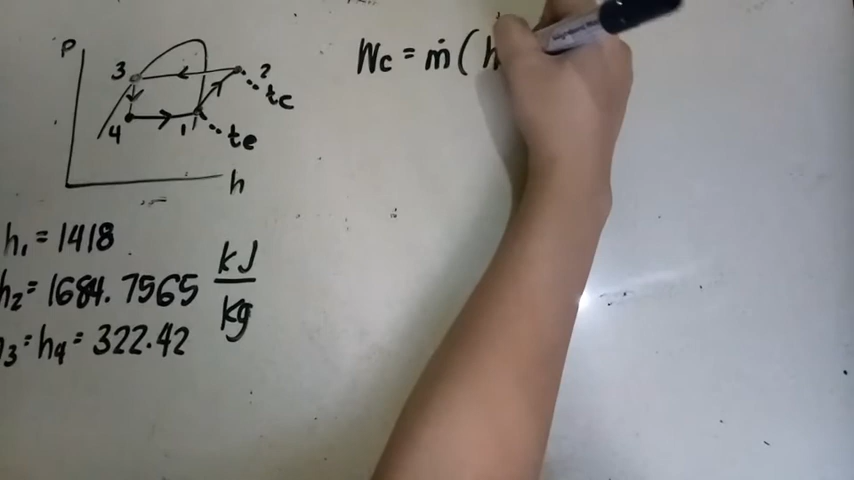 P
3
2
tc
4
1
te
h
Wc = ṁ(h
h₁ = 1418
h₂ = 1684.7565 kJ/kg
h₃ = h₄ = 322.42